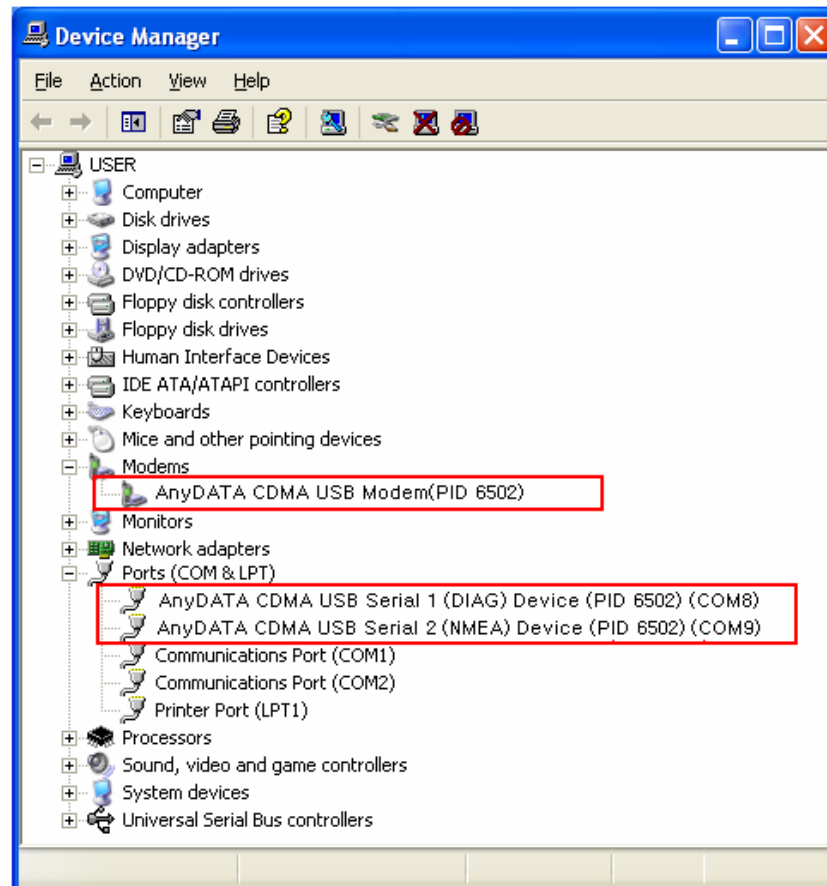 Device Manager
File Action View Help
USER
Computer
Disk drives
Display adapters
DVD/CD-ROM drives
Floppy disk controllers
Floppy disk drives
Human Interface Devices
IDE ATA/ATAPI controllers
Keyboards
Mice and other pointing devices
Modems
AnyDATA CDMA USB Modem(PID 6502)
Monitors
Network adapters
Ports (COM & LPT)
AnyDATA CDMA USB Serial 1 (DIAG) Device (PID 6502) (COM8)
AnyDATA CDMA USB Serial 2 (NMEA) Device (PID 6502) (COM9)
Communications Port (COM1)
Communications Port (COM2)
Printer Port (LPT1)
Processors
Sound, video and game controllers
System devices
Universal Serial Bus controllers